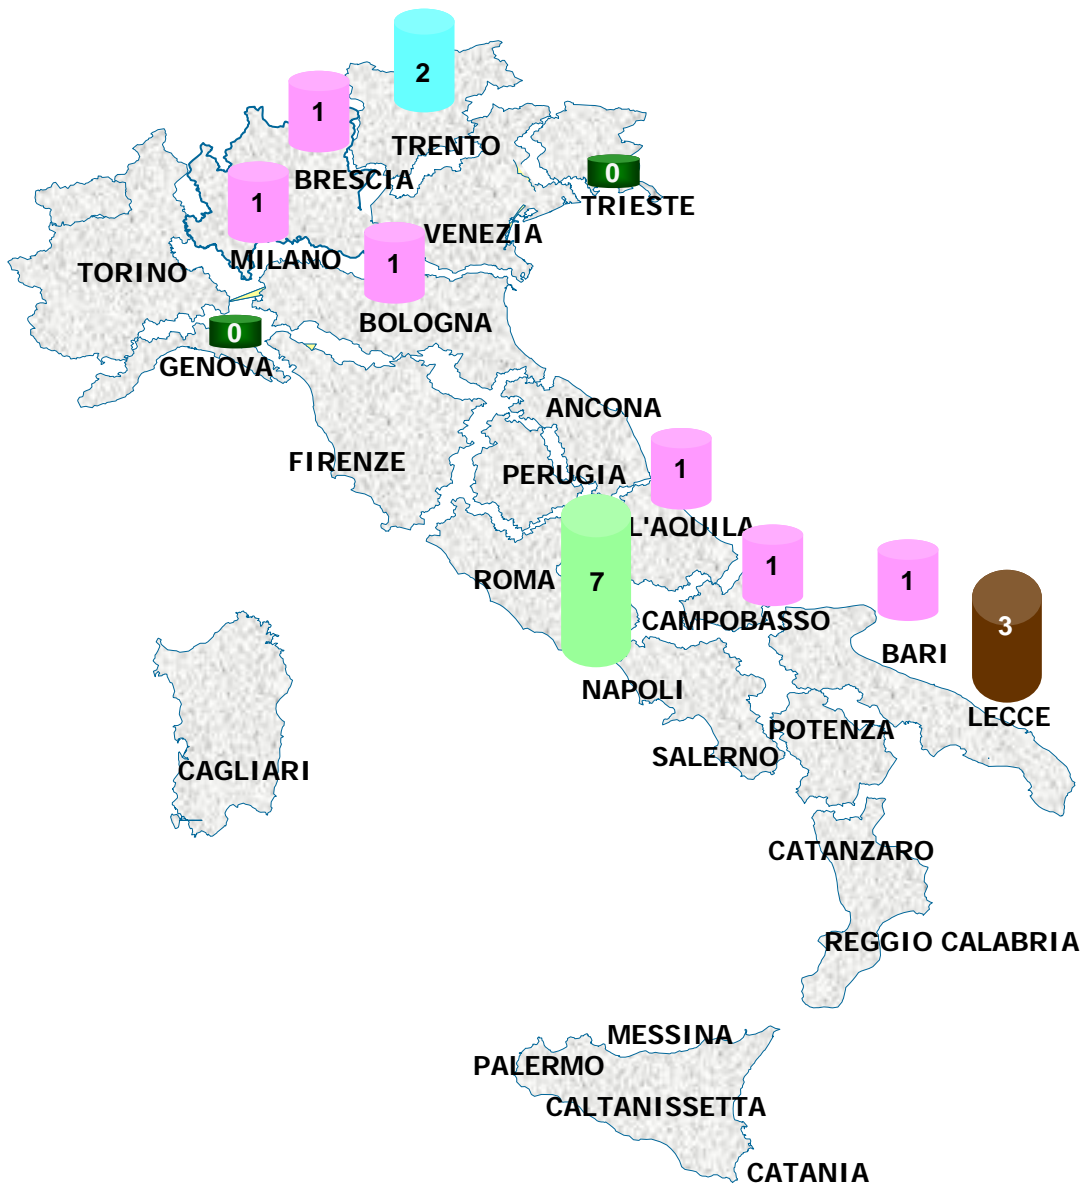 2
1
TRENTO
0
BRESCIA
1
TRIESTE
VENEZIA
MILANO
1
TORINO
BOLOGNA
0
GENOVA
ANCONA
FIRENZE
1
PERUGIA
L'AQUILA
ROMA
7
1
1
CAMPOBASSO
3
BARI
NAPOLI
LECCE
POTENZA
SALERNO
CAGLIARI
CATANZARO
REGGIO CALABRIA
MESSINA
PALERMO
CALTANISSETTA
CATANIA